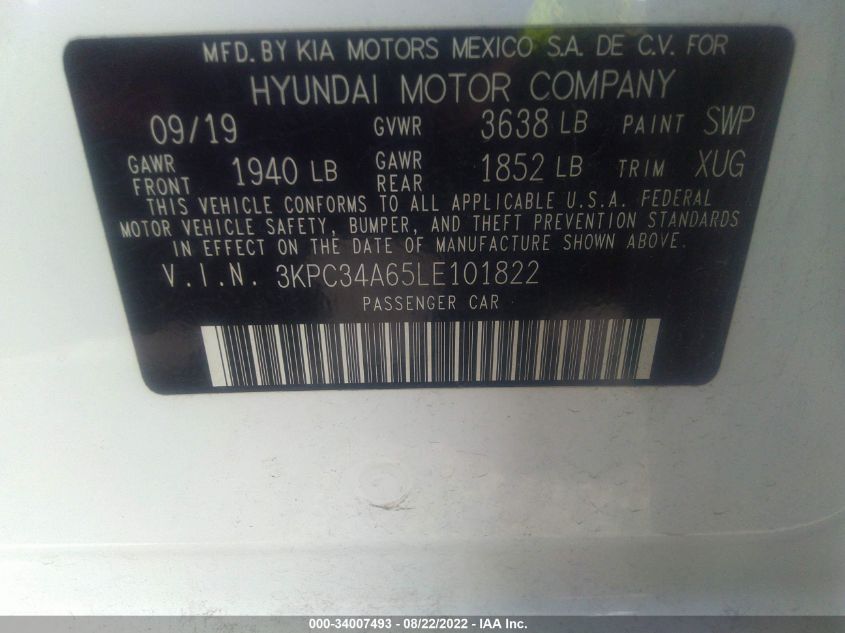 MFD. BY KIA MOTORS MEXICO S.A. DE C.V. FOR
HYUNDAI MOTOR COMPANY
09/19 GVWR 3638 LB PAINT SWP
GAWR FRONT 1940 LB GAWR REAR 1852 LB TRIM XUG
THIS VEHICLE CONFORMS TO ALL APPLICABLE U.S.A. FEDERAL
MOTOR VEHICLE SAFETY, BUMPER, AND THEFT PREVENTION STANDARDS
IN EFFECT ON THE DATE OF MANUFACTURE SHOWN ABOVE.
V.I.N. 3KPC34A65LE101822
PASSENGER CAR
000-34007493 - 08/22/2022 - IAA Inc.